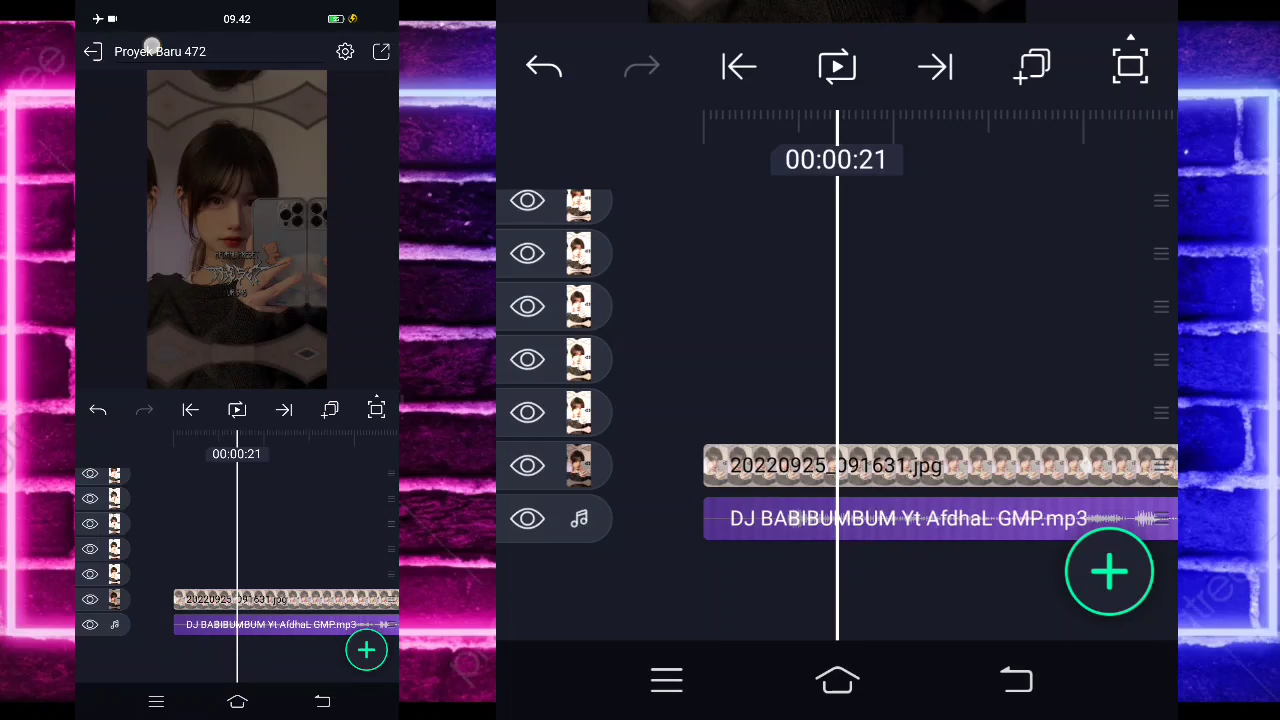 09.42
Proyek Baru 472
00:00:21
20220925_091631.jpg
DJ BABIBUMBUM Yt AfdhaL GMP.mp3
00:00:21
20220925_091631.jpg
DJ BABIBUMBUM Yt AfdhaL GMP.mp3